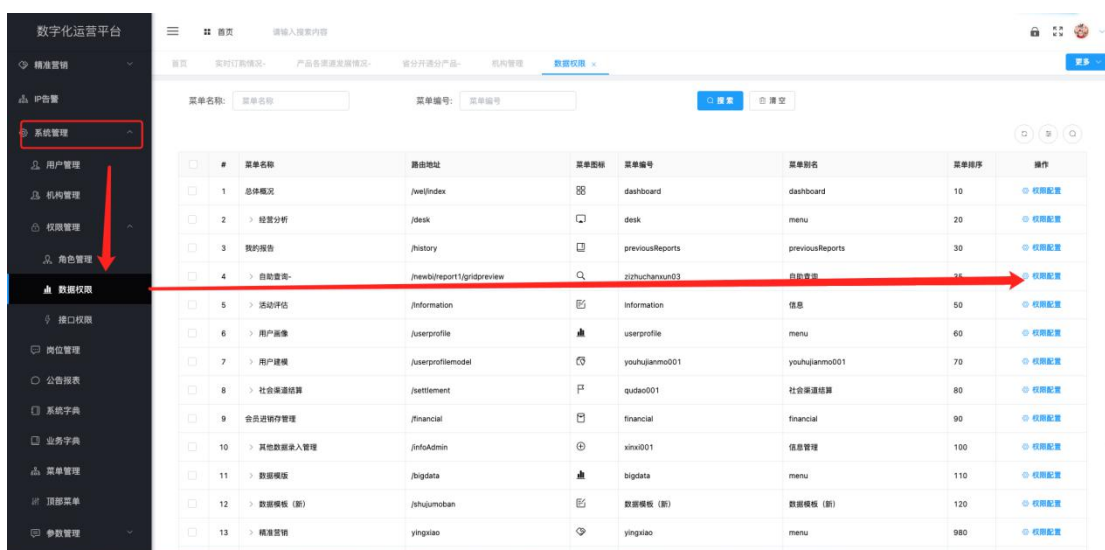 数字化运营平台
首页 请输入搜索内容
精准营销
首页 实时订购情况- 产品各渠道发展情况- 省分开通分产品- 机构管理 数据权限 × 更多
IP告警
菜单名称: 菜单名称 菜单编号: 菜单编号 搜索 清空
系统管理
用户管理
# 菜单名称 路由地址 菜单图标 菜单编号 菜单别名 菜单排序 操作
1 总体概况 /wel/index dashboard dashboard 10 权限配置
机构管理
2 经营分析 /desk desk menu 20 权限配置
权限管理
3 我的报告 /history previousReports previousReports 30 权限配置
角色管理
4 自助查询- /newbi/report1/gridpreview zizhuchanxun03 自助查询 35 权限配置
数据权限
5 活动评估 /Information Information 信息 50 权限配置
接口权限
6 用户画像 /userprofile userprofile menu 60 权限配置
岗位管理
7 用户建模 /userprofilemodel youhujianmo001 youhujianmo001 70 权限配置
公告报表
8 社会渠道结算 /settlement qudao001 社会渠道结算 80 权限配置
系统字典
9 会员进销存管理 /financial financial financial 90 权限配置
业务字典
10 其他数据录入管理 /infoAdmin xinxi001 信息管理 100 权限配置
菜单管理
11 数据模版 /bigdata bigdata menu 110 权限配置
顶部菜单
12 数据模板（新） /shujumoban 数据模板（新） 数据模板（新） 120 权限配置
参数管理
13 精准营销 yingxiao yingxiao menu 980 权限配置